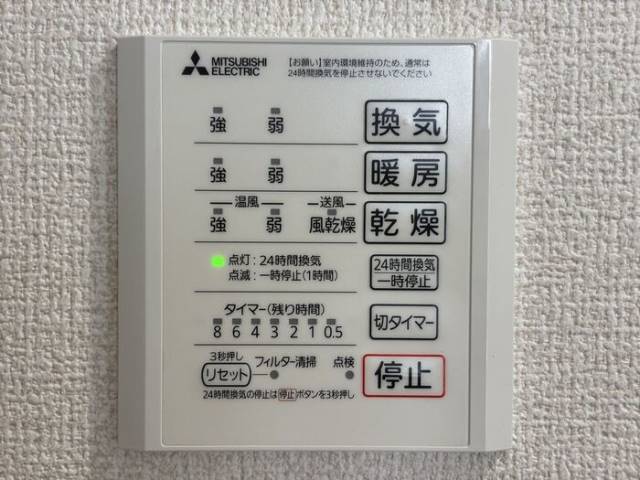 MITSUBISHI
ELECTRIC
【お願い】室内環境維持のため、通常は
24時間換気を停止させないでください
強 弱 換気
強 弱 暖房
温風 送風
強 弱 風乾燥 乾燥
点灯:24時間換気
点滅:一時停止(1時間)
24時間換気
一時停止
タイマー(残り時間)
8 6 4 3 2 1 0.5
切タイマー
3秒押し
リセット フィルター清掃 点検
停止
24時間換気の停止は停止ボタンを3秒押し